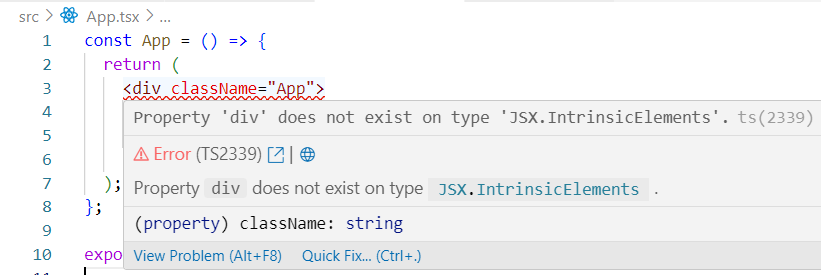 src > App.tsx > ...
1 const App = () => {
2 return (
3 <div className="App">
4 Property 'div' does not exist on type 'JSX.IntrinsicElements'. ts(2339)
5
6 Error (TS2339) |
7 );
Property div does not exist on type JSX.IntrinsicElements .
8 };
9 (property) className: string
10 expo
View Problem (Alt+F8) Quick Fix... (Ctrl+.)
11